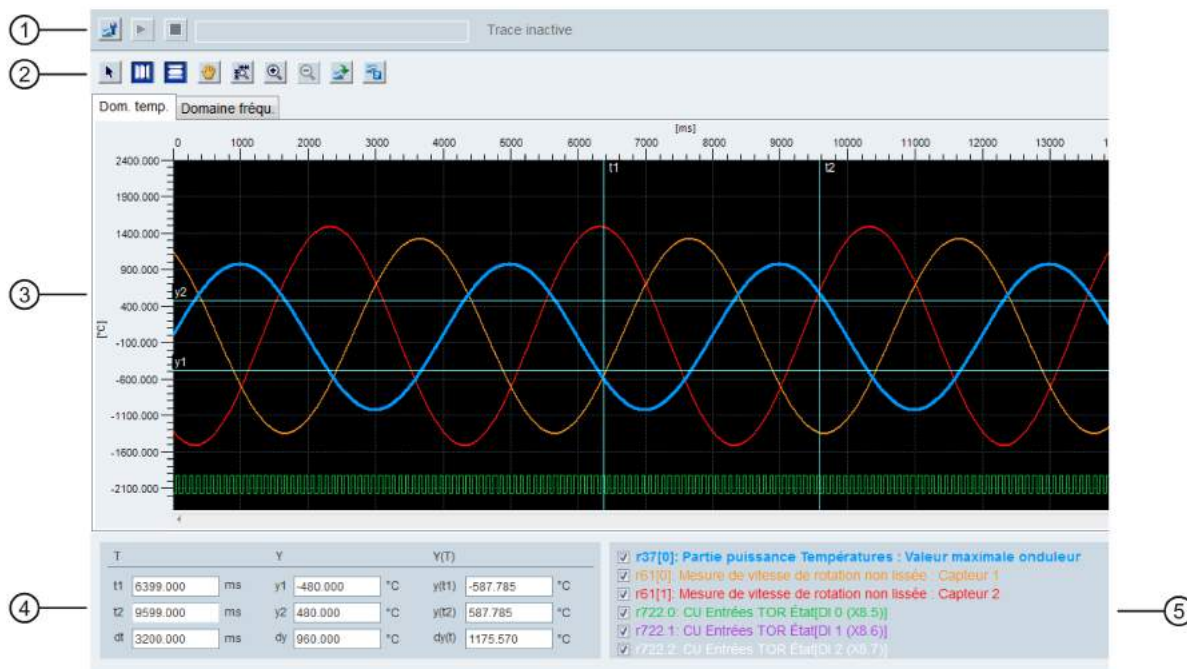 1
Trace inactive
2
Dom. temp. Domaine fréqu.
[ms]
0 1000 2000 3000 4000 5000 6000 7000 8000 9000 10000 11000 12000 13000 1
2400.000
t1 t2
1900.000
1400.000
900.000
3
y2
400.000
[°C]
-100.000
y1
-600.000
-1100.000
-1600.000
-2100.000
T Y Y(T)
t1 6399.000 ms y1 -480.000 °C y(t1) -587.785 °C
t2 9599.000 ms y2 480.000 °C y(t2) 587.785 °C
dt 3200.000 ms dy 960.000 °C dy(t) 1175.570 °C
4
r37[0]: Partie puissance Températures : Valeur maximale onduleur
r61[0]: Mesure de vitesse de rotation non lissée : Capteur 1
r61[1]: Mesure de vitesse de rotation non lissée : Capteur 2
r722.0: CU Entrées TOR État[DI 0 (X8.5)]
r722.1: CU Entrées TOR État[DI 1 (X8.6)]
r722.2: CU Entrées TOR État[DI 2 (X8.7)]
5